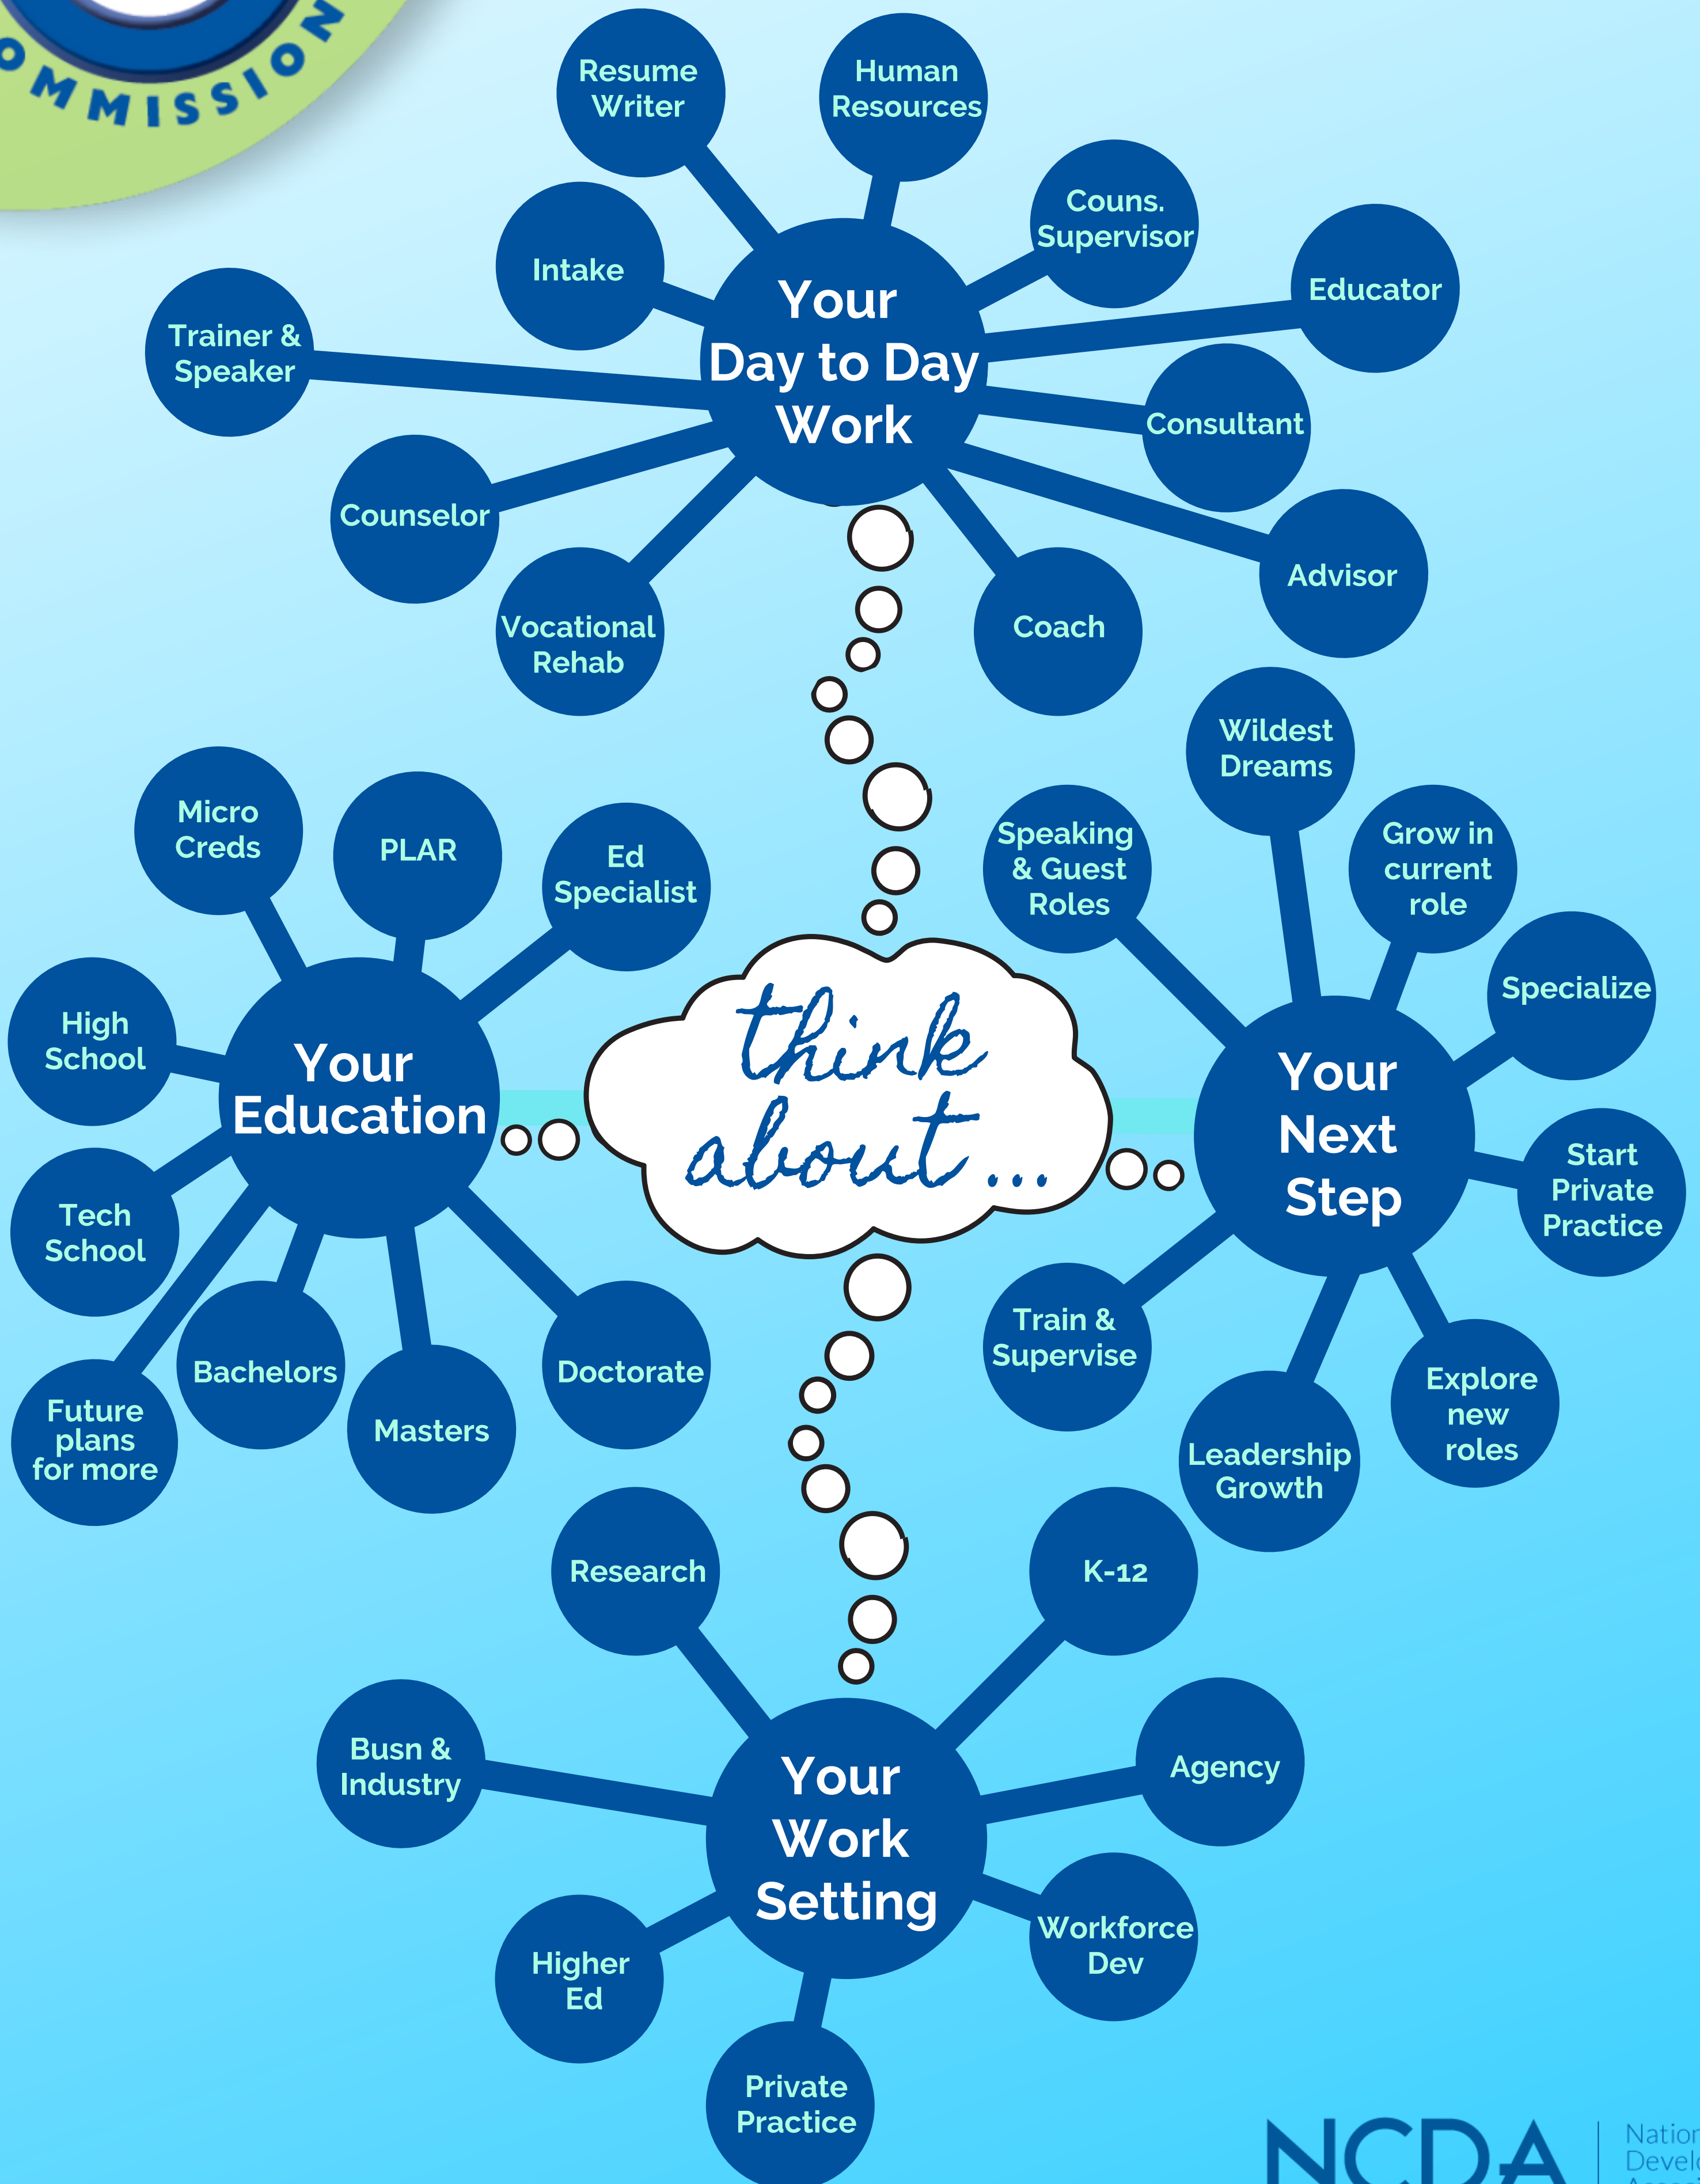 OMMISSION
Resume
Writer
Human
Resources
Couns.
Supervisor
Intake
Educator
Trainer &
Speaker
Your
Day to Day
Work
Consultant
Counselor
Advisor
Vocational
Rehab
Coach
Wildest
Dreams
Micro
Creds
PLAR
Ed
Specialist
Speaking
& Guest
Roles
Grow in
current
role
Specialize
High
School
Your
Education
think
about...
Your
Next
Step
Start
Private
Practice
Tech
School
Future
plans
for more
Bachelors
Masters
Doctorate
Train &
Supervise
Leadership
Growth
Explore
new
roles
Research
K-12
Busn &
Industry
Agency
Your
Work
Setting
Higher
Ed
Workforce
Dev
Private
Practice
NCDA